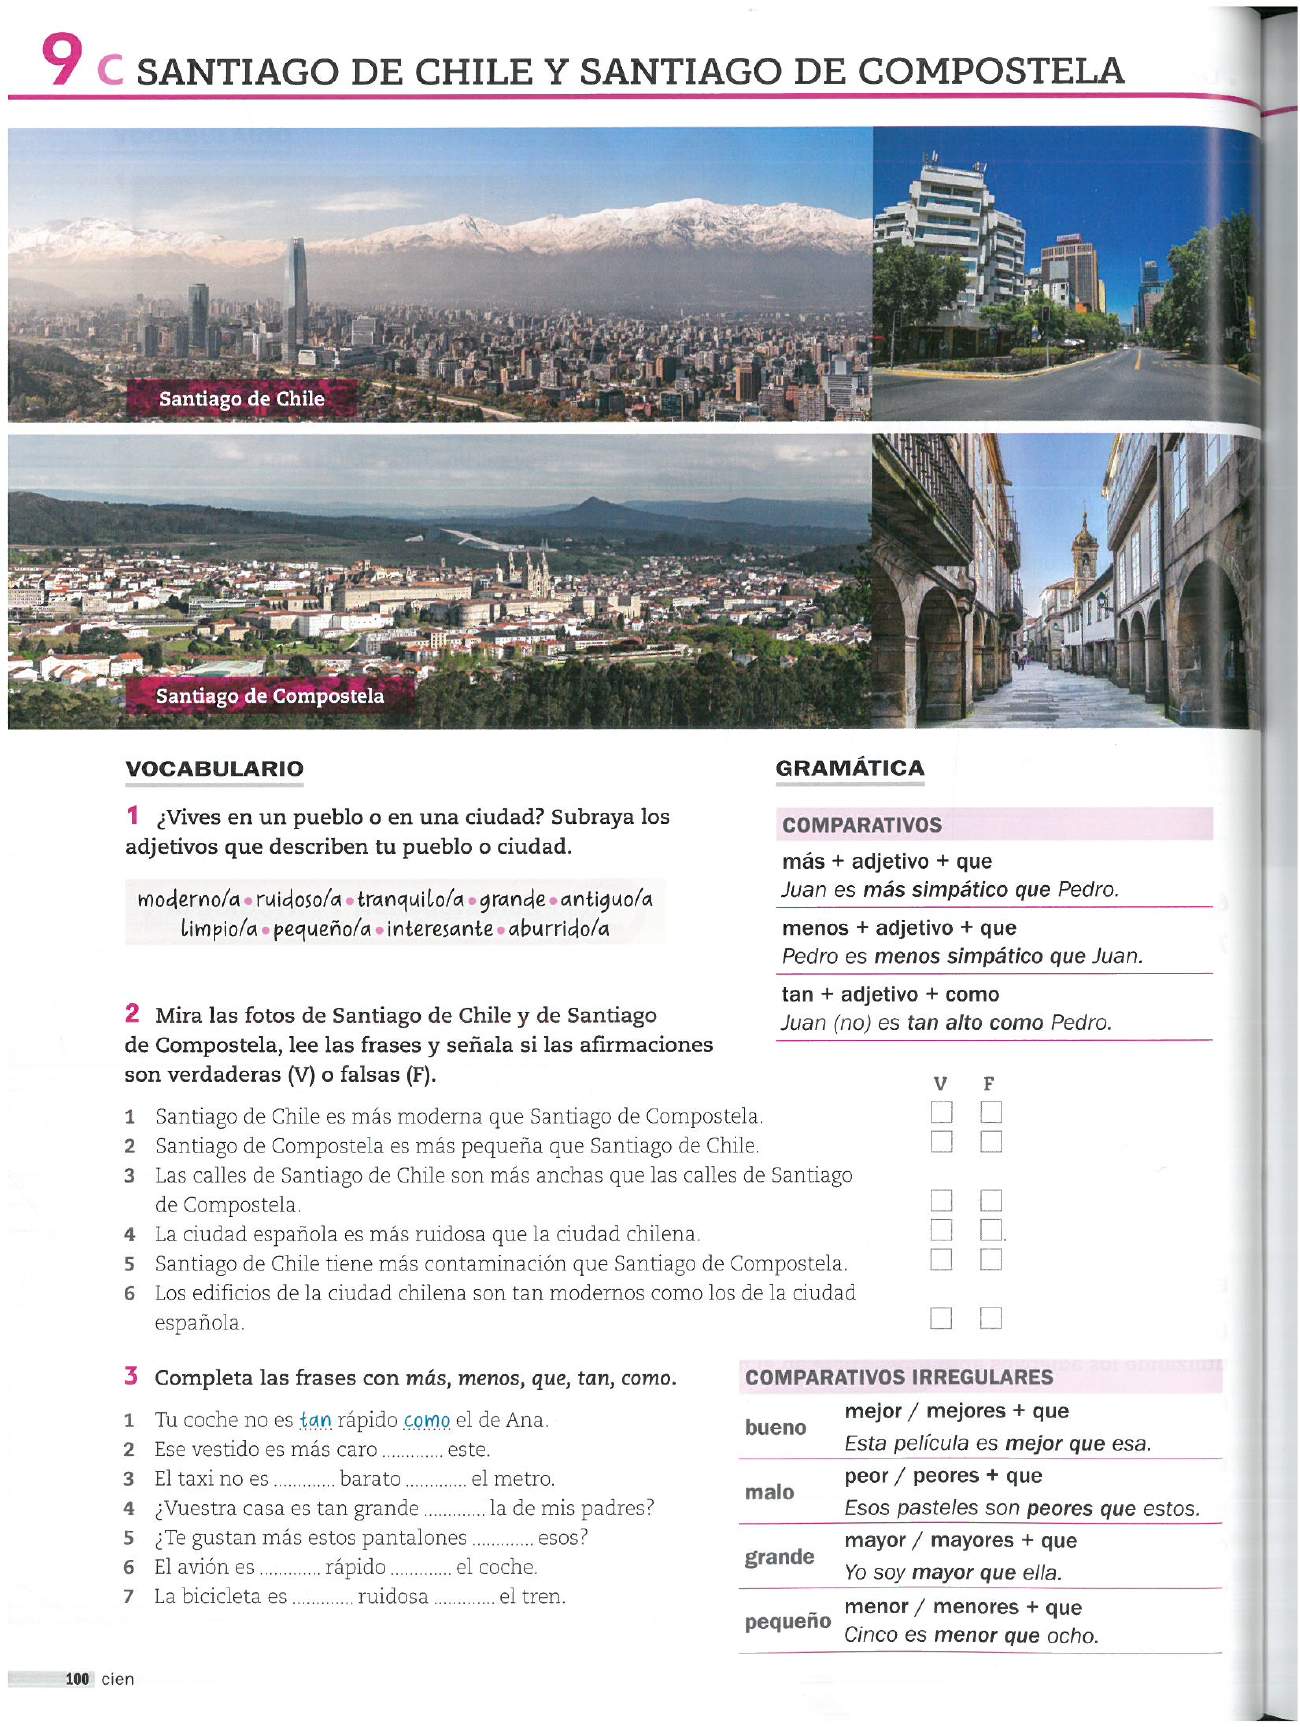 9 C SANTIAGO DE CHILE Y SANTIAGO DE COMPOSTELA
Santiago de Chile
Santiago de Compostela
VOCABULARIO
1 ¿Vives en un pueblo o en una ciudad? Subraya los
adjetivos que describen tu pueblo o ciudad.
moderno/a • ruidoso/a • tranquilo/a • grande • antiguo/a
limpio/a • pequeño/a • interesante • aburrido/a
2 Mira las fotos de Santiago de Chile y de Santiago
de Compostela, lee las frases y señala si las afirmaciones
son verdaderas (V) o falsas (F).
V F
1 Santiago de Chile es más moderna que Santiago de Compostela.
2 Santiago de Compostela es más pequeña que Santiago de Chile.
3 Las calles de Santiago de Chile son más anchas que las calles de Santiago
de Compostela.
4 La ciudad española es más ruidosa que la ciudad chilena.
5 Santiago de Chile tiene más contaminación que Santiago de Compostela.
6 Los edificios de la ciudad chilena son tan modernos como los de la ciudad
española.
3 Completa las frases con más, menos, que, tan, como.
1 Tu coche no es tan rápido como el de Ana.
2 Ese vestido es más caro ............. este.
3 El taxi no es ............. barato ............. el metro.
4 ¿Vuestra casa es tan grande ............. la de mis padres?
5 ¿Te gustan más estos pantalones ............. esos?
6 El avión es ............. rápido ............. el coche.
7 La bicicleta es ............. ruidosa ............. el tren.
GRAMÁTICA
COMPARATIVOS
más + adjetivo + que
Juan es más simpático que Pedro.
menos + adjetivo + que
Pedro es menos simpático que Juan.
tan + adjetivo + como
Juan (no) es tan alto como Pedro.
COMPARATIVOS IRREGULARES
bueno
mejor / mejores + que
Esta película es mejor que esa.
malo
peor / peores + que
Esos pasteles son peores que estos.
grande
mayor / mayores + que
Yo soy mayor que ella.
pequeño
menor / menores + que
Cinco es menor que ocho.
100 cien